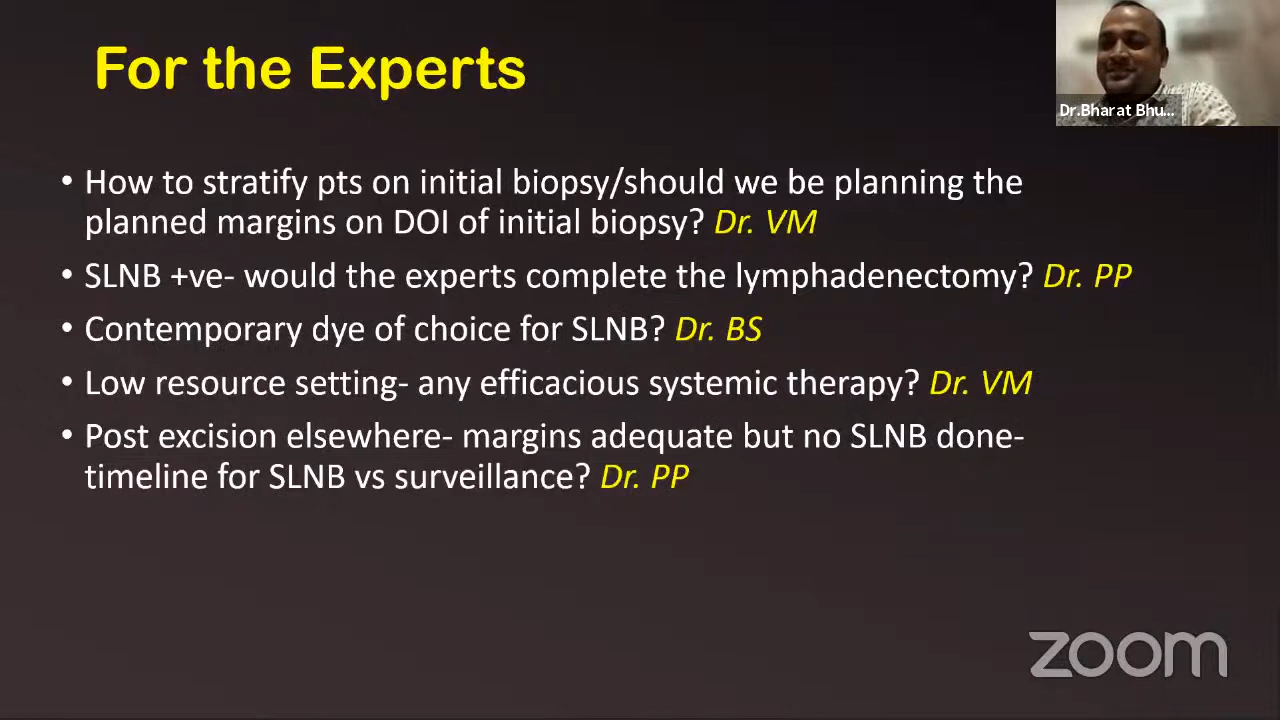 For the Experts
Dr.Bharat Bhu...
• How to stratify pts on initial biopsy/should we be planning the
planned margins on DOI of initial biopsy? Dr. VM
• SLNB +ve- would the experts complete the lymphadenectomy? Dr. PP
• Contemporary dye of choice for SLNB? Dr. BS
• Low resource setting- any efficacious systemic therapy? Dr. VM
• Post excision elsewhere- margins adequate but no SLNB done-
timeline for SLNB vs surveillance? Dr. PP
zoom